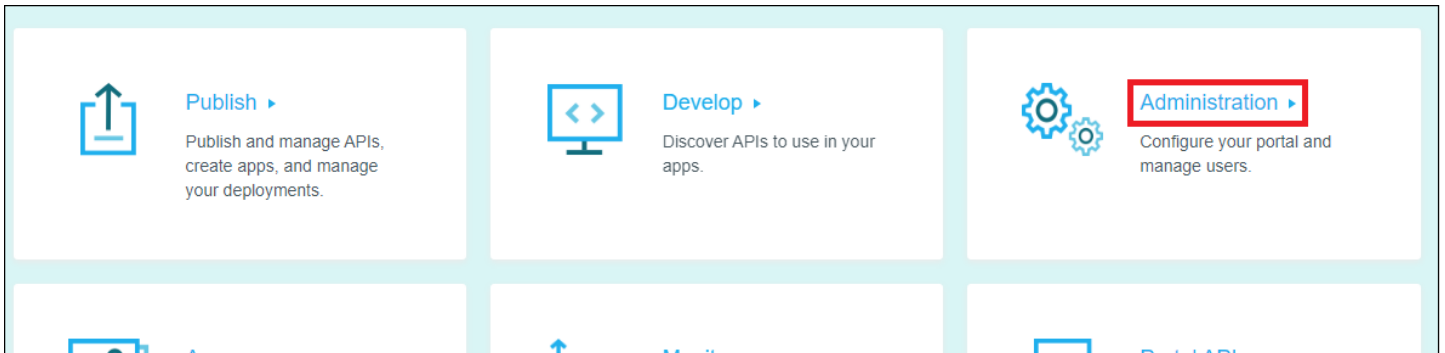 Publish
Publish and manage APIs,
create apps, and manage
your deployments.
Develop
Discover APIs to use in your
apps.
Administration
Configure your portal and
manage users.